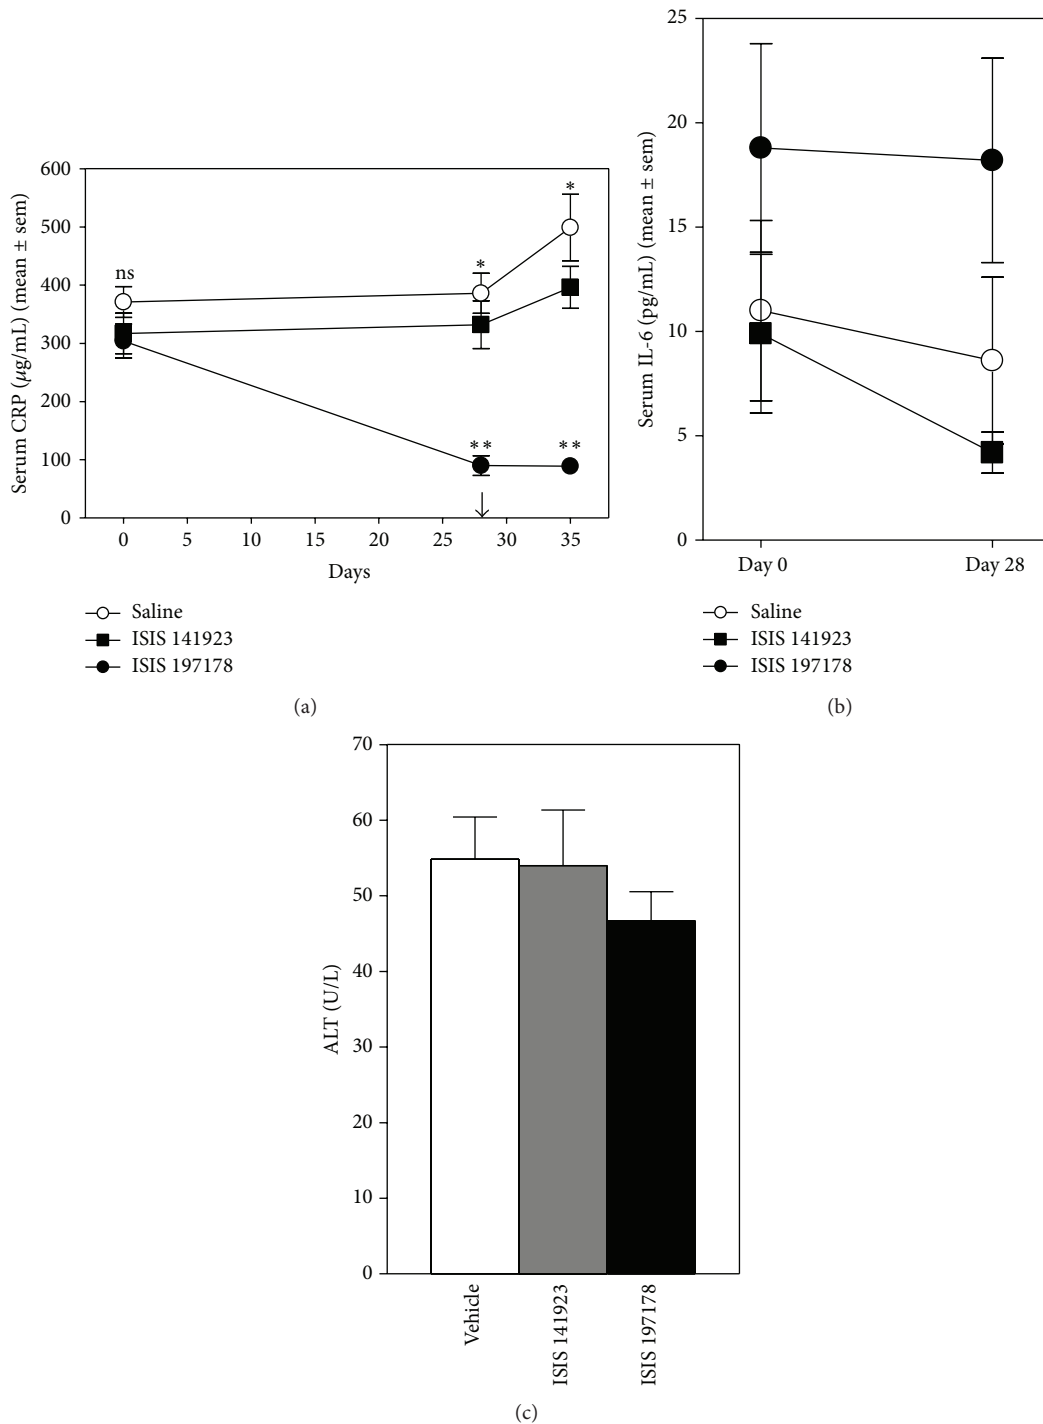 Serum CRP (μg/mL) (mean ± sem)
600
500
400
300
200
100
0
ns
*
*
**
**
0 5 10 15 20 25 30 35
Days
Saline
ISIS 141923
ISIS 197178
(a)
Serum IL-6 (pg/mL) (mean ± sem)
25
20
15
10
5
0
Day 0 Day 28
Saline
ISIS 141923
ISIS 197178
(b)
ALT (U/L)
70
60
50
40
30
20
10
0
Vehicle
ISIS 141923
ISIS 197178
(c)